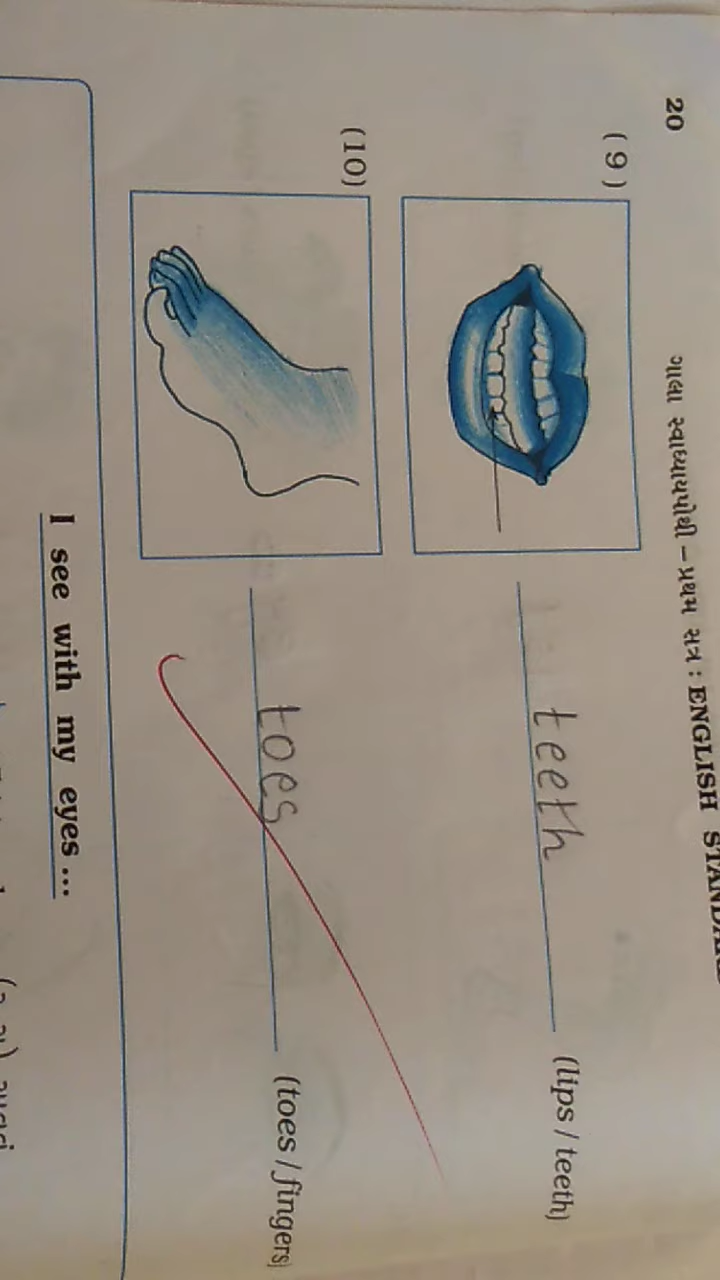 20 ગાલા સ્વાધ્યાયપોથી – પ્રથમ સત્ર : ENGLISH
( 9 ) teeth (lips / teeth)
(10) toes (toes / fingers)
I see with my eyes ...